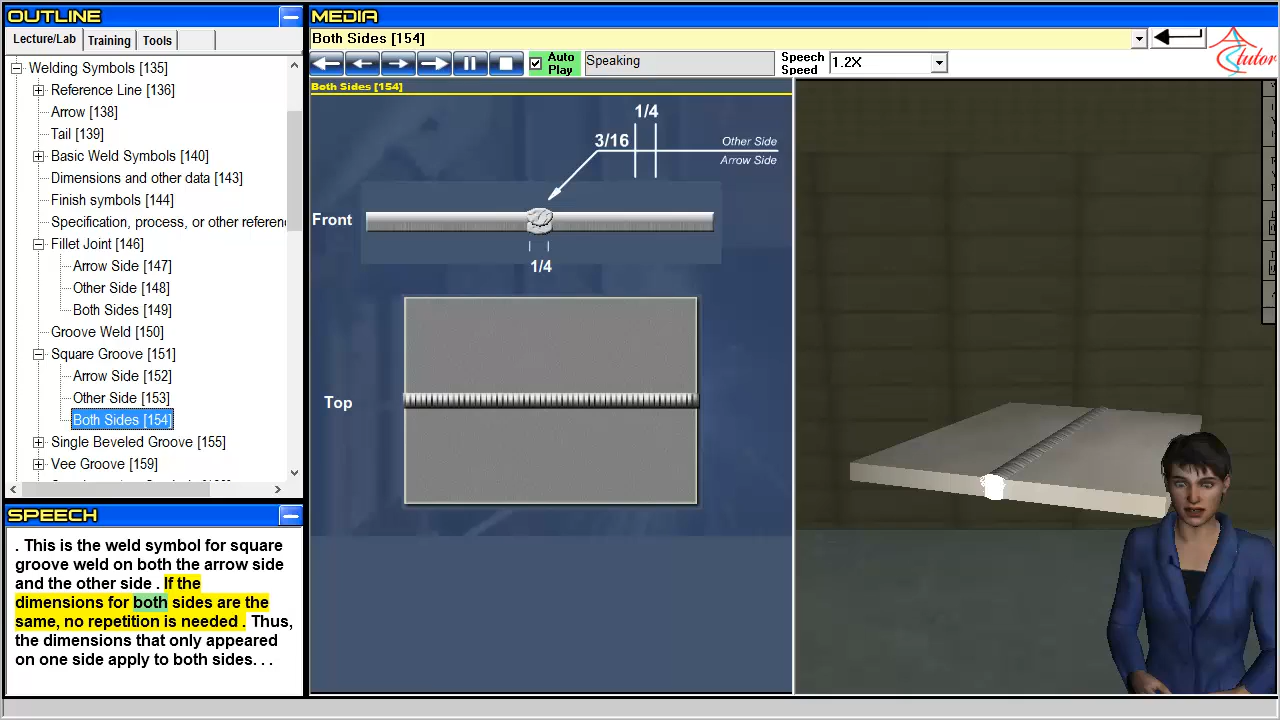 OUTLINE
Lecture/Lab
Training
Tools
Welding Symbols [135]
Reference Line [136]
Arrow [138]
Tail [139]
Basic Weld Symbols [140]
Dimensions and other data [143]
Finish symbols [144]
Specification, process, or other referen
Fillet Joint [146]
Arrow Side [147]
Other Side [148]
Both Sides [149]
Groove Weld [150]
Square Groove [151]
Arrow Side [152]
Other Side [153]
Both Sides [154]
Single Beveled Groove [155]
Vee Groove [159]
SPEECH
. This is the weld symbol for square
groove weld on both the arrow side
and the other side . If the
dimensions for both sides are the
same, no repetition is needed . Thus,
the dimensions that only appeared
on one side apply to both sides. . .
MEDIA
Both Sides [154]
Auto
Play
Speaking
Speech
Speed
1.2X
Both Sides [154]
1/4
3/16
Other Side
Arrow Side
Front
1/4
Top